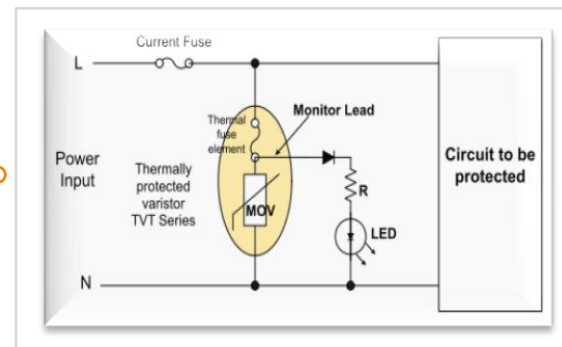 Current Fuse
L
Thermal
fuse
element
Monitor Lead
Power
Input
Thermally
protected
varistor
TVT Series
MOV
R
LED
Circuit to be
protected
N